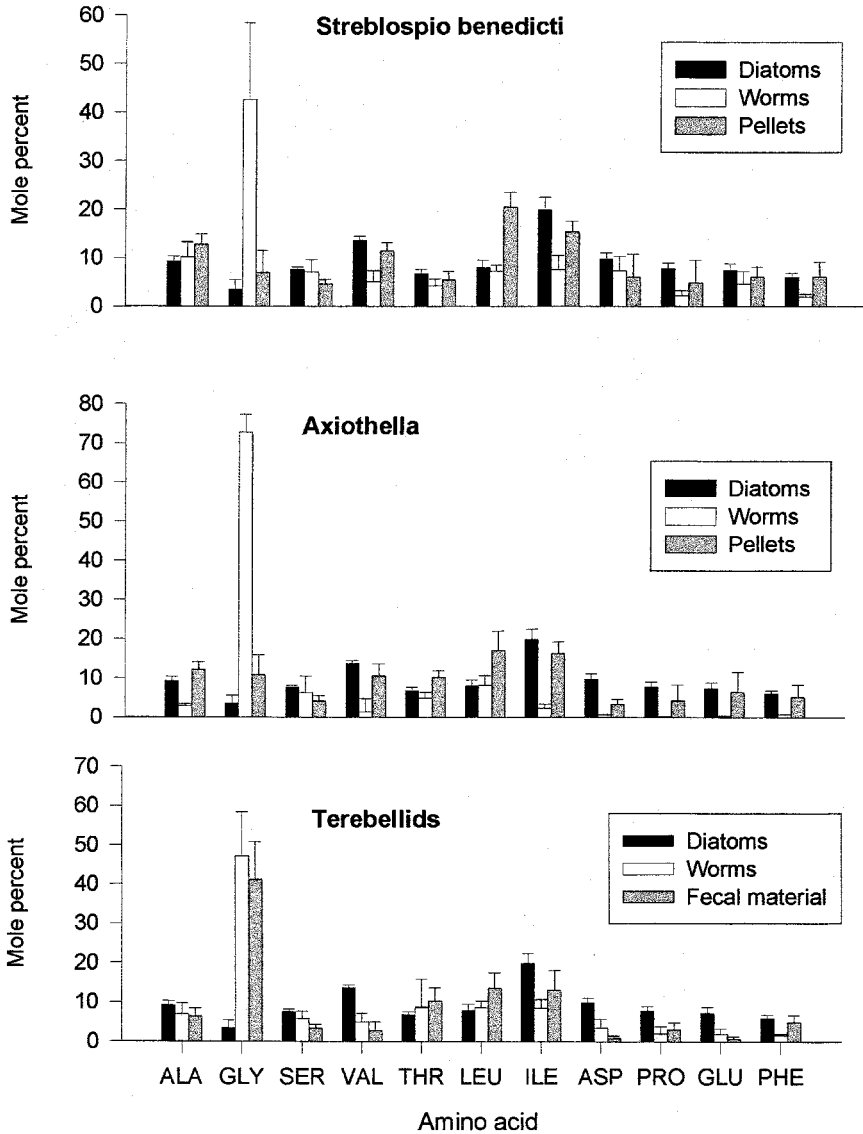 Streblospio benedicti
60
50
40
30
20
10
0
Mole percent
Diatoms
Worms
Pellets
Axiothella
80
70
60
50
40
30
20
10
0
Mole percent
Diatoms
Worms
Pellets
Terebellids
70
60
50
40
30
20
10
0
Mole percent
Diatoms
Worms
Fecal material
ALA GLY SER VAL THR LEU ILE ASP PRO GLU PHE
Amino acid